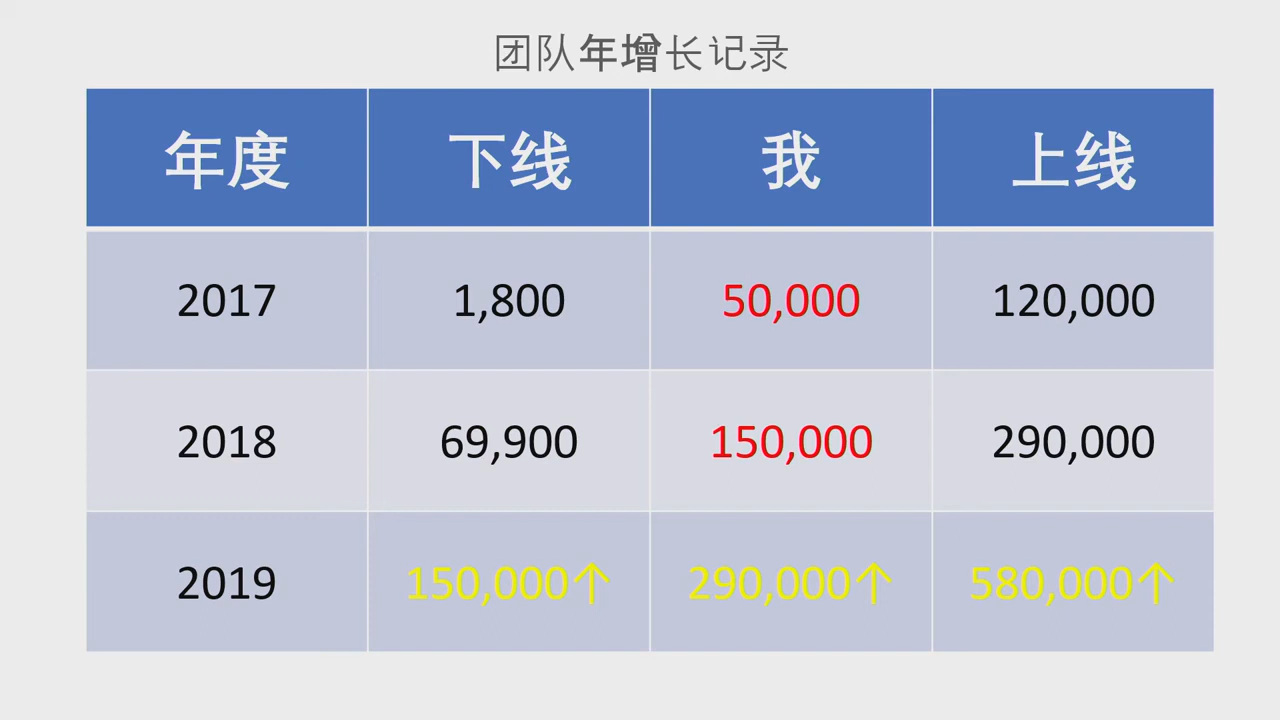 团队年增长记录
年度 下线 我 上线
2017 1,800 50,000 120,000
2018 69,900 150,000 290,000
2019 150,000↑ 290,000↑ 580,000↑